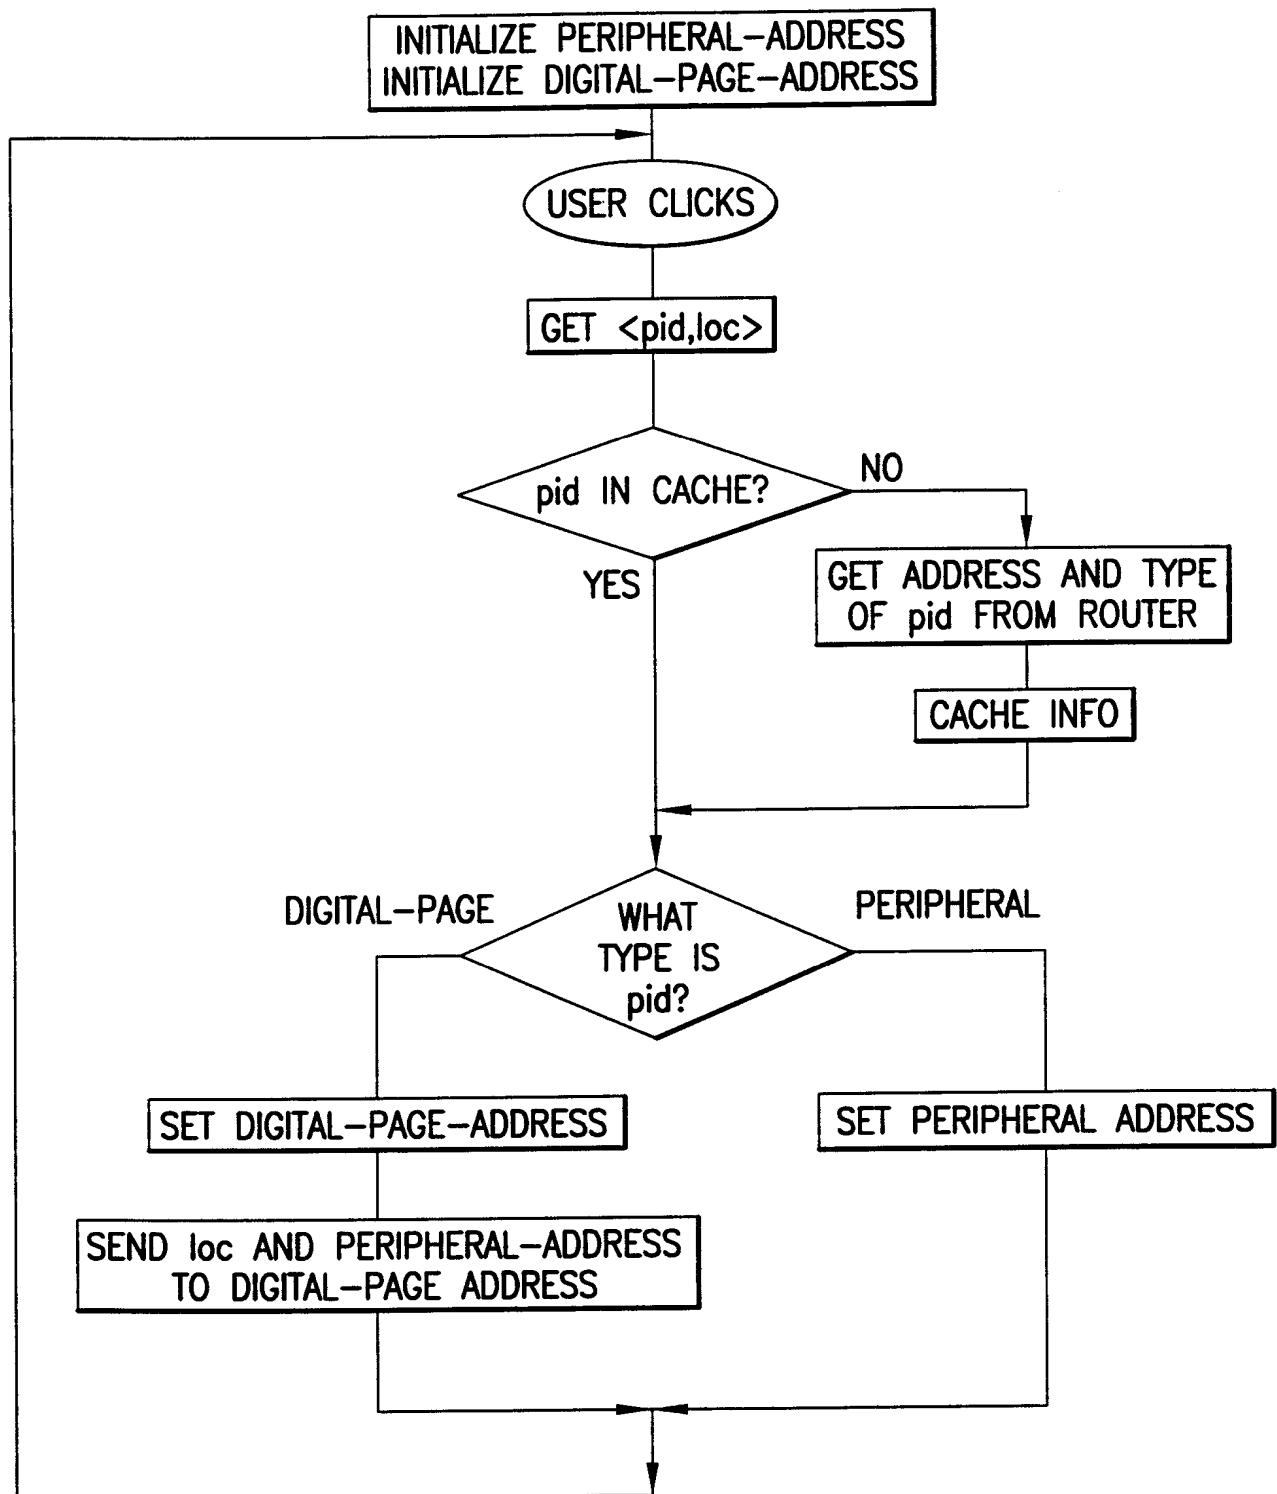 INITIALIZE PERIPHERAL-ADDRESS
INITIALIZE DIGITAL-PAGE-ADDRESS
USER CLICKS
GET <pid,loc>
pid IN CACHE?
NO
YES
GET ADDRESS AND TYPE
OF pid FROM ROUTER
CACHE INFO
DIGITAL-PAGE
PERIPHERAL
WHAT
TYPE IS
pid?
SET DIGITAL-PAGE-ADDRESS
SET PERIPHERAL ADDRESS
SEND loc AND PERIPHERAL-ADDRESS
TO DIGITAL-PAGE ADDRESS